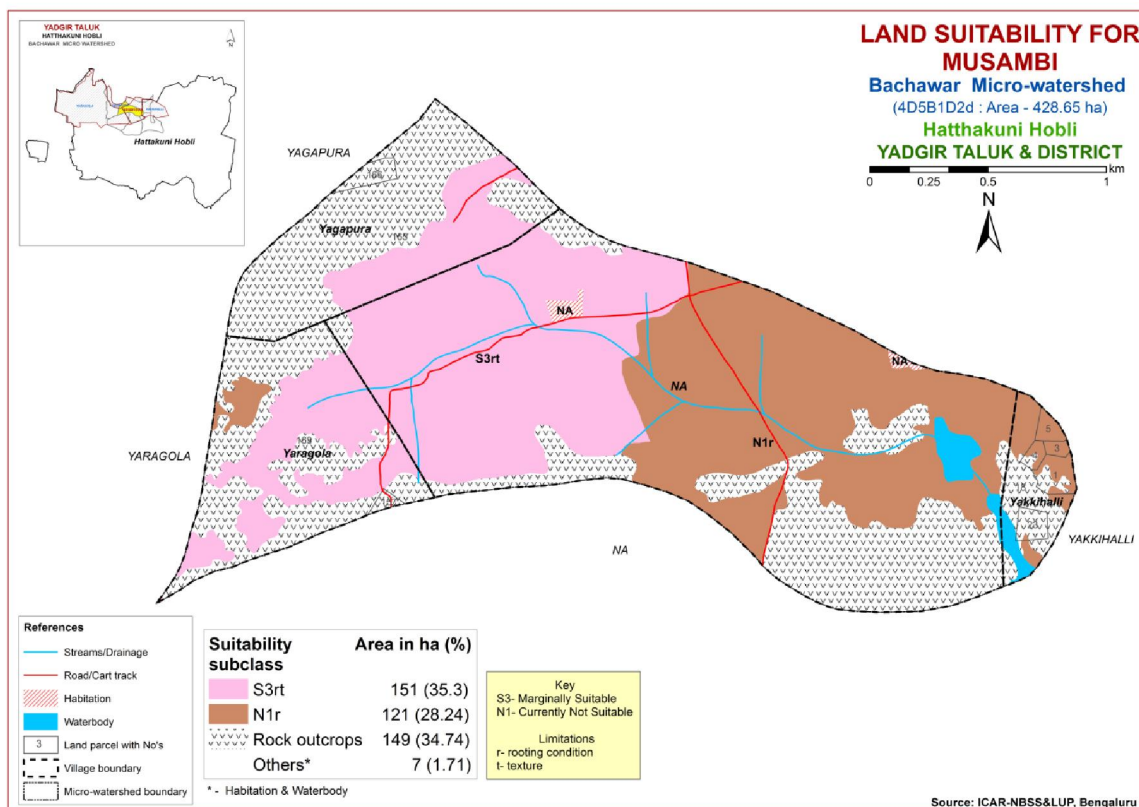 YADGIR TALUK
HATTHAKUNI HOBLI
BACHAWAR MICRO-WATERSHED
N
Hattakuni Hobli
LAND SUITABILITY FOR
MUSAMBI
Bachawar Micro-watershed
(4D5B1D2d : Area - 428.65 ha)
Hatthakuni Hobli
YADGIR TALUK & DISTRICT
km
0 0.25 0.5 1
N
YAGAPURA
Yagapura
NA
S3rt
NA
NA
N1r
YARAGOLA
Yaragola
5
3
1
Yakkihalli
YAKKIHALLI
NA
References
Streams/Drainage
Road/Cart track
Habitation
Waterbody
3 Land parcel with No's
Village boundary
Micro-watershed boundary
Suitability subclass Area in ha (%)
S3rt 151 (35.3)
N1r 121 (28.24)
Rock outcrops 149 (34.74)
Others* 7 (1.71)
* - Habitation & Waterbody
Key
S3- Marginally Suitable
N1- Currently Not Suitable
Limitations
r- rooting condition
t- texture
Source: ICAR-NBSS&LUP, Bengaluru